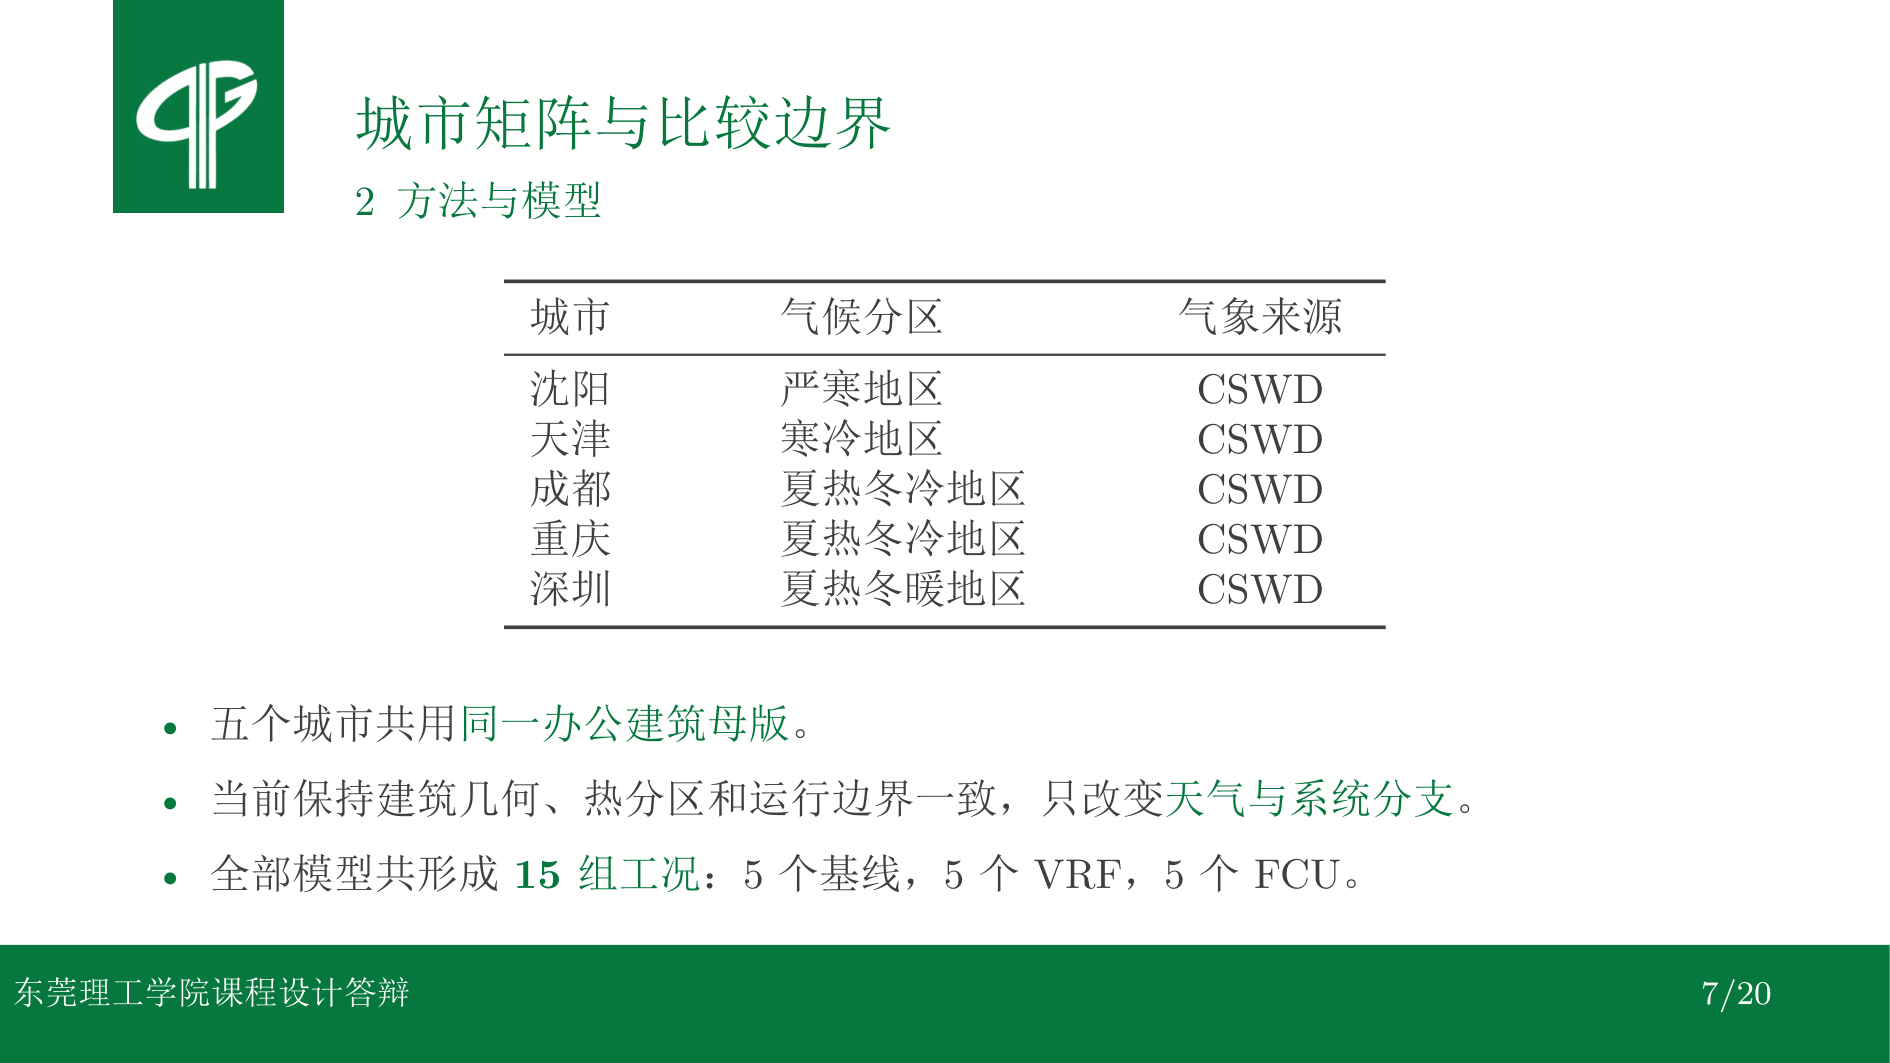 城市矩阵与比较边界
2 方法与模型
城市 气候分区 气象来源
沈阳 严寒地区 CSWD
天津 寒冷地区 CSWD
成都 夏热冬冷地区 CSWD
重庆 夏热冬冷地区 CSWD
深圳 夏热冬暖地区 CSWD
• 五个城市共用同一办公建筑母版。
• 当前保持建筑几何、热分区和运行边界一致，只改变天气与系统分支。
• 全部模型共形成 15 组工况：5 个基线，5 个 VRF，5 个 FCU。
东莞理工学院课程设计答辩 7/20